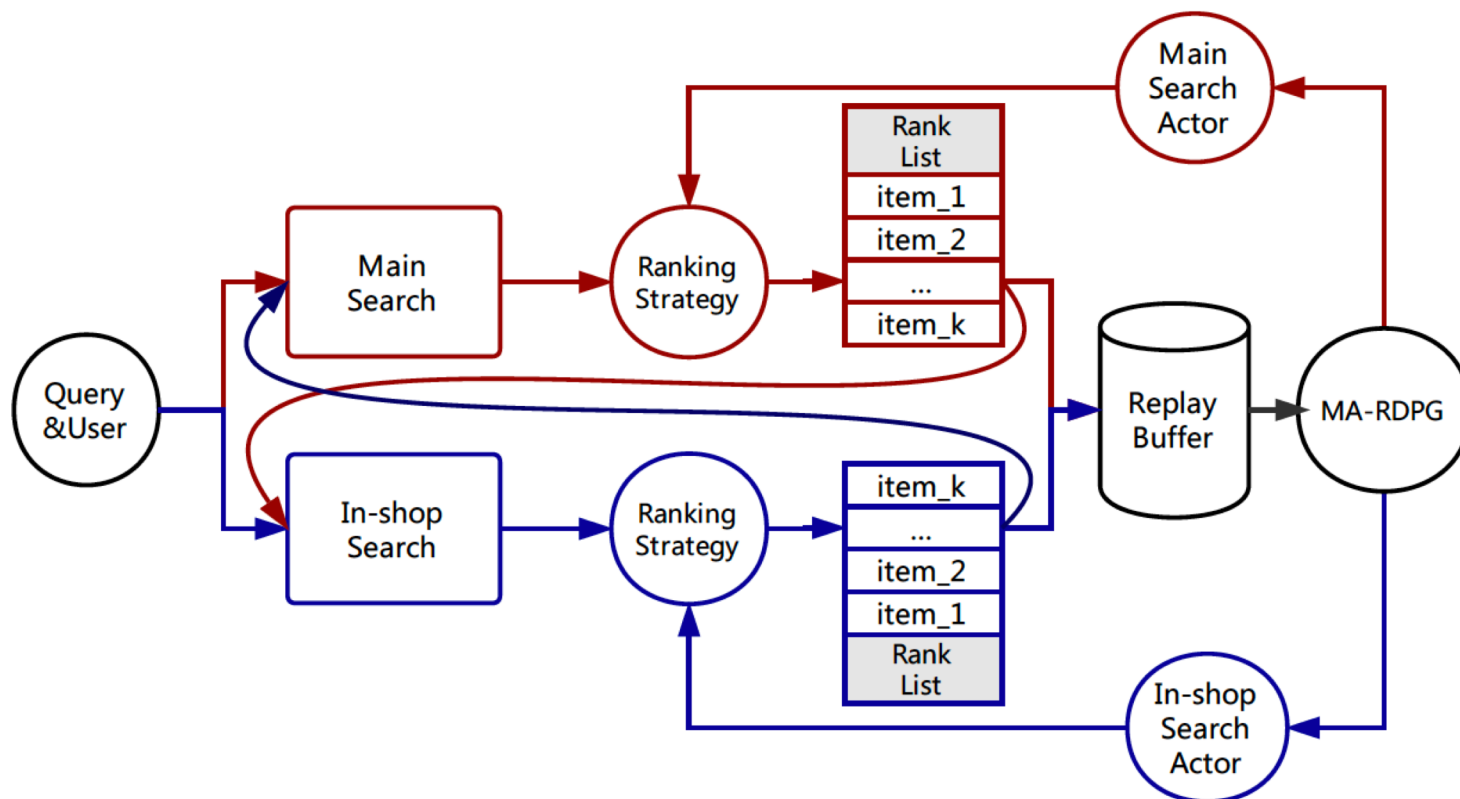 Main
Search
Actor
Rank
List
item_1
item_2
...
item_k
Main
Search
Ranking
Strategy
Query
&User
Replay
Buffer
MA-RDPG
In-shop
Search
Ranking
Strategy
item_k
...
item_2
item_1
Rank
List
In-shop
Search
Actor